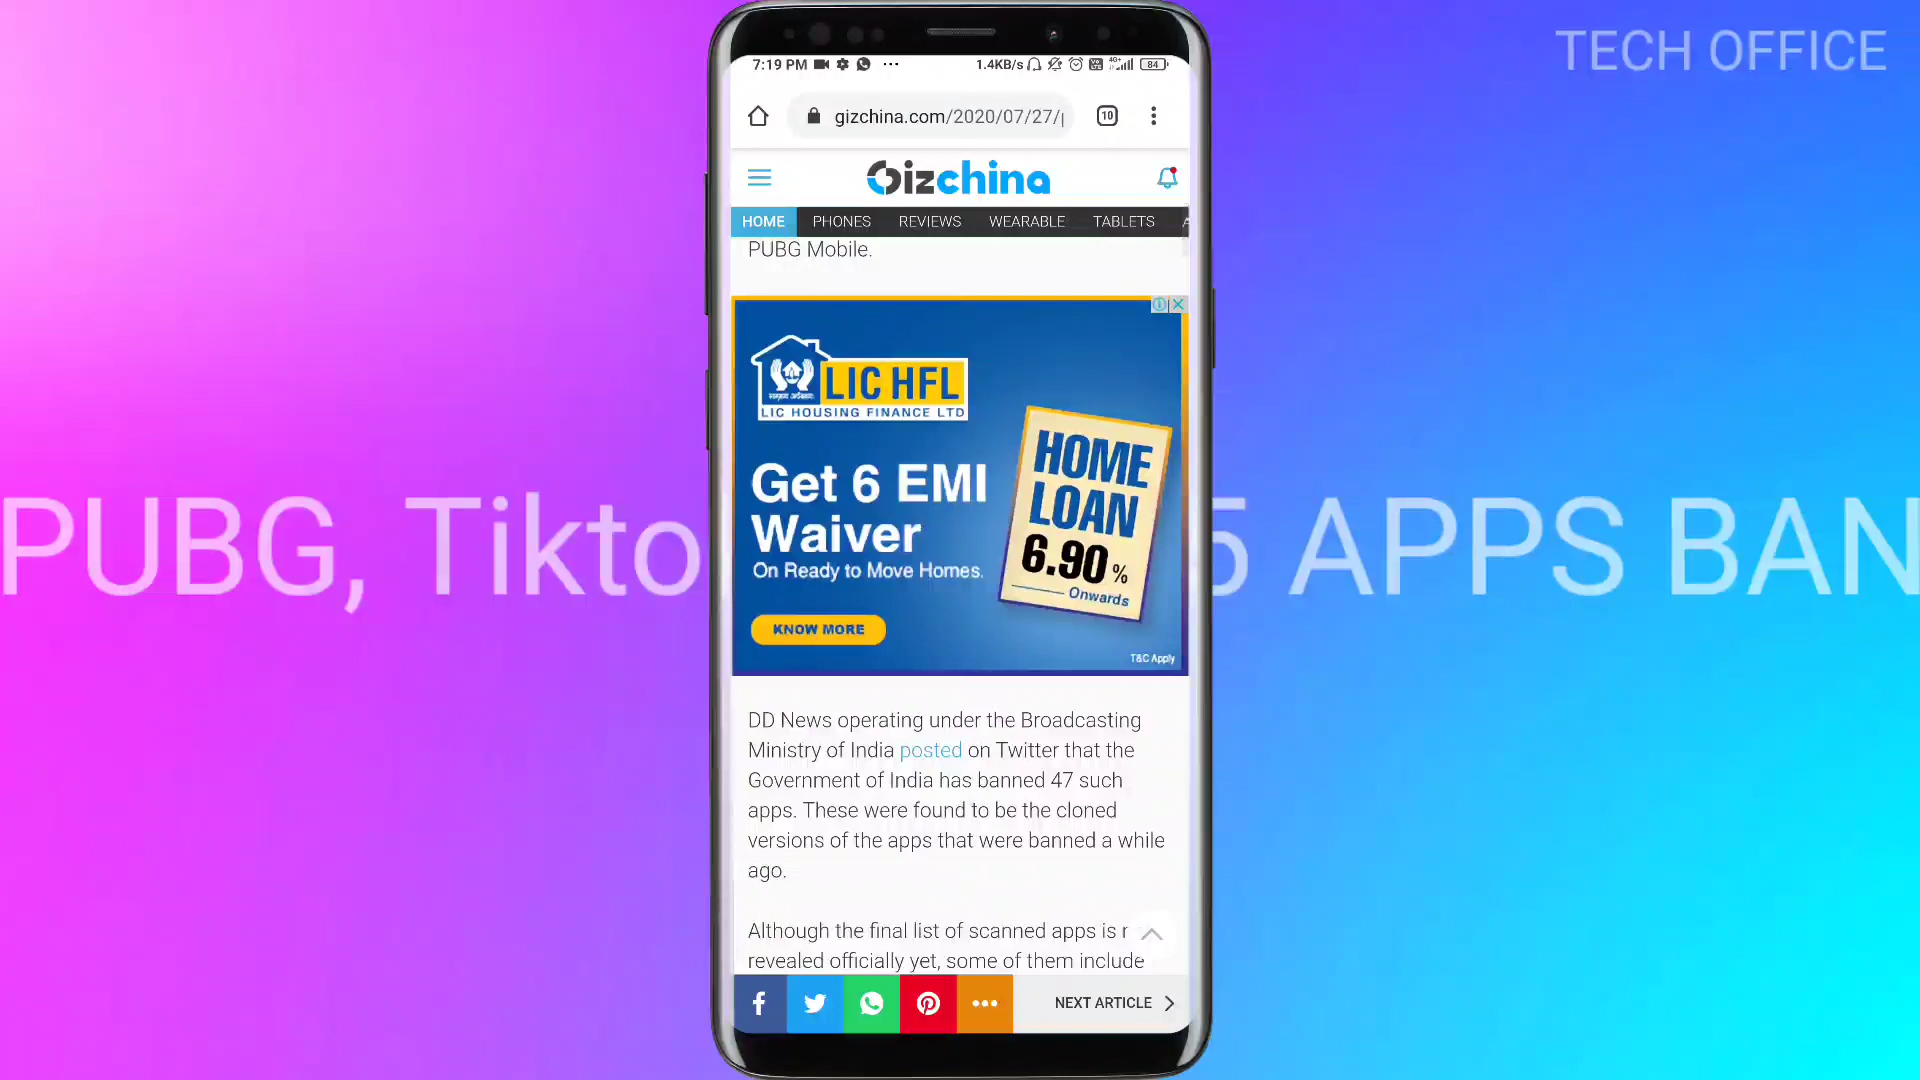 TECH OFFICE
7:19 PM
1.4KB/s
4G+
84
gizchina.com/2020/07/27/
10
Gizchina
HOME PHONES REVIEWS WEARABLE TABLETS
PUBG Mobile.
LIC HFL
LIC HOUSING FINANCE LTD
Get 6 EMI
Waiver
On Ready to Move Homes.
KNOW MORE
HOME
LOAN
6.90%
Onwards
T&C Apply
PUBG, Tikto 5 APPS BAN
DD News operating under the Broadcasting
Ministry of India posted on Twitter that the
Government of India has banned 47 such
apps. These were found to be the cloned
versions of the apps that were banned a while
ago.
Although the final list of scanned apps is
revealed officially yet, some of them include
NEXT ARTICLE